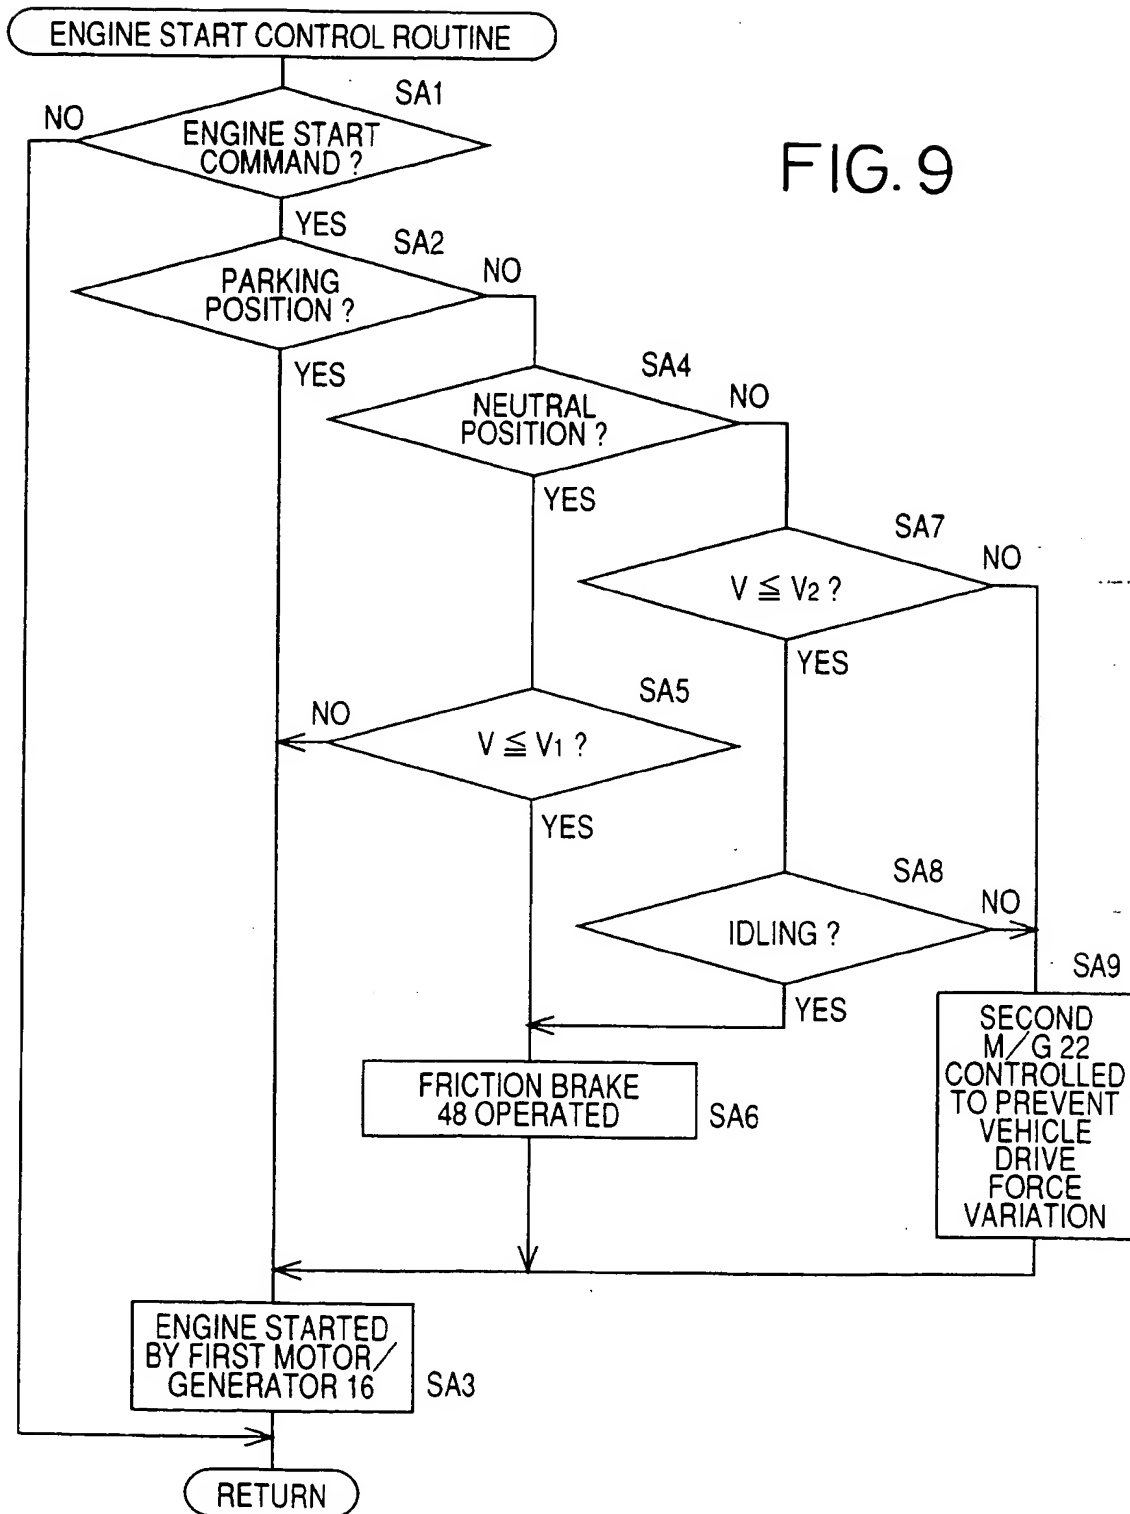 ENGINE START CONTROL ROUTINE
SA1
NO
ENGINE START
COMMAND ?
FIG. 9
YES
SA2
NO
PARKING
POSITION ?
YES
SA4
NO
NEUTRAL
POSITION ?
YES
SA7
NO
V ≦ V2 ?
YES
SA5
NO
V ≦ V1 ?
YES
SA8
NO
IDLING ?
YES
SA9
SECOND
M/G 22
CONTROLLED
TO PREVENT
VEHICLE
DRIVE
FORCE
VARIATION
FRICTION BRAKE
48 OPERATED
SA6
ENGINE STARTED
BY FIRST MOTOR/
GENERATOR 16
SA3
RETURN